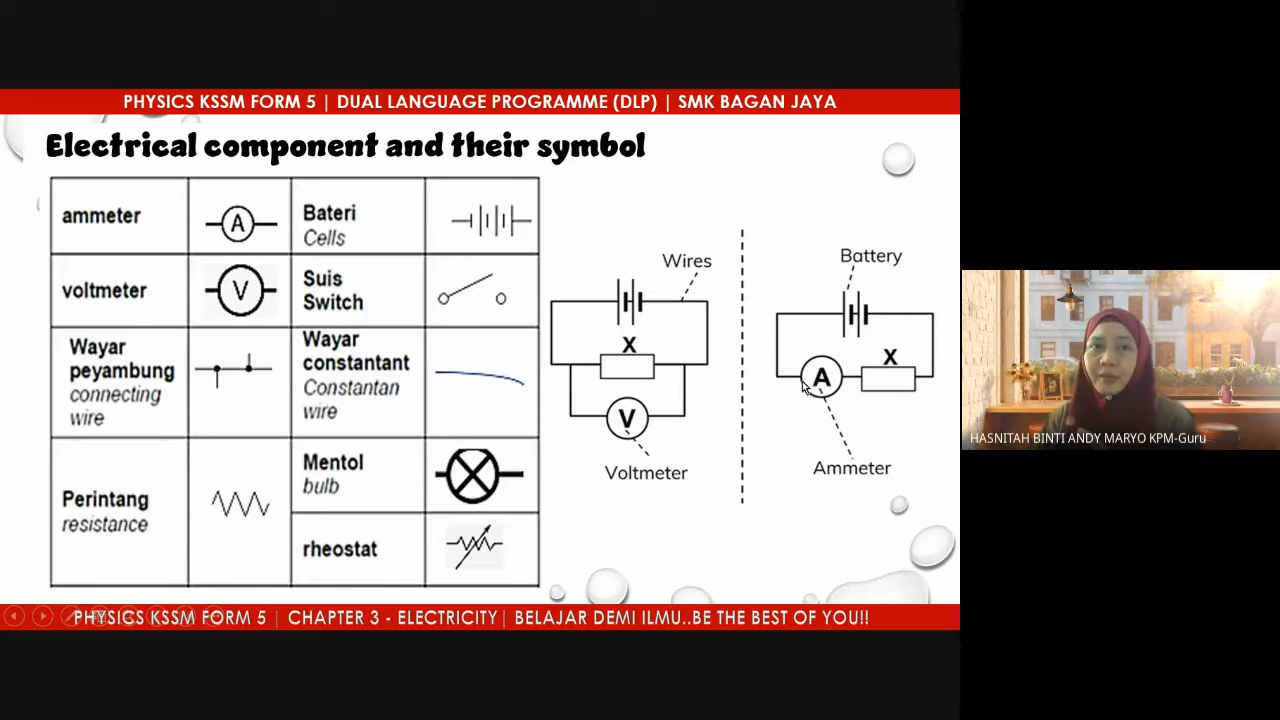 PHYSICS KSSM FORM 5 | DUAL LANGUAGE PROGRAMME (DLP) | SMK BAGAN JAYA
Electrical component and their symbol
ammeter
A
Bateri
Cells
voltmeter
V
Suis
Switch
Wayar
peyambung
connecting
wire
Wayar
constantant
Constantan
wire
Perintang
resistance
Mentol
bulb
rheostat
Wires
X
V
Voltmeter
Battery
X
A
Ammeter
HASNITAH BINTI ANDY MARYO KPM-Guru
PHYSICS KSSM FORM 5 | CHAPTER 3 - ELECTRICITY| BELAJAR DEMI ILMU..BE THE BEST OF YOU!!